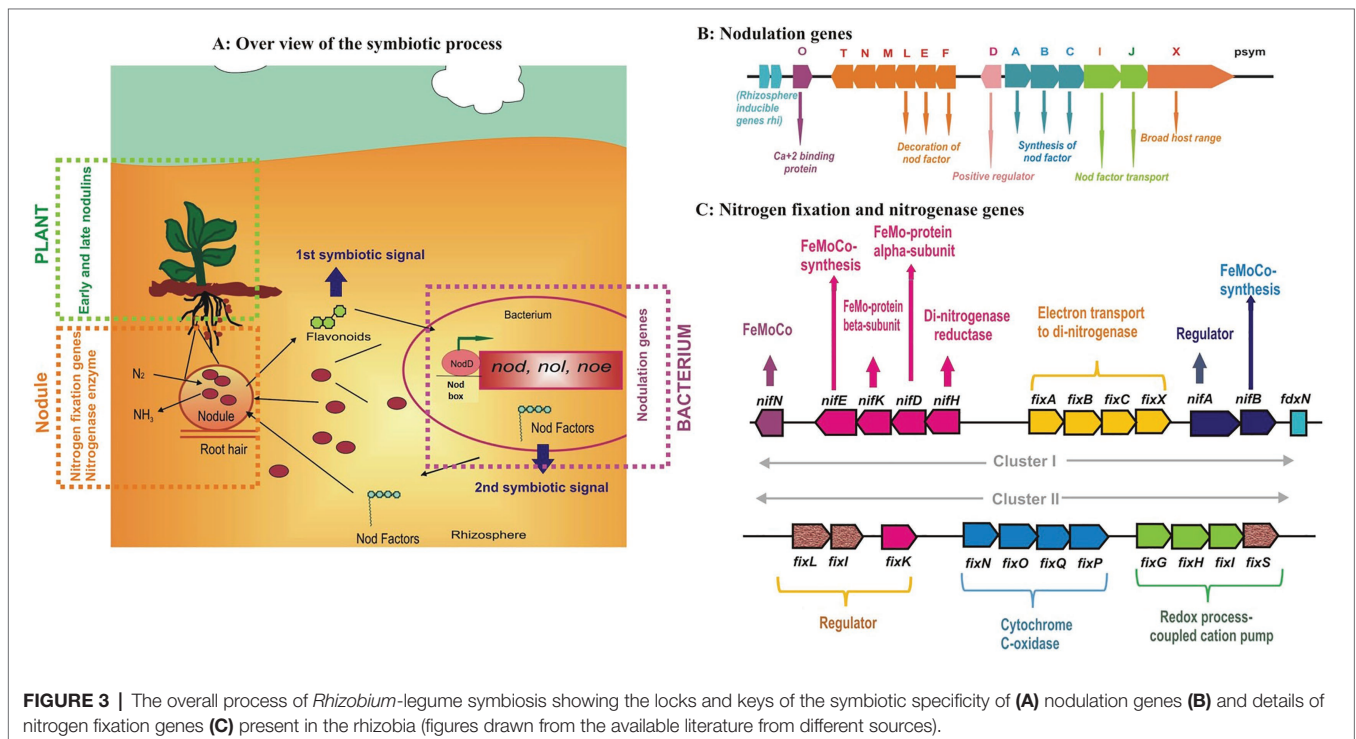 A: Over view of the symbiotic process
PLANT
Early and late nodulins
Nodule
Nitrogen fixation genes
Nitrogenase enzyme
N2
NH3
Nodule
Root hair
1st symbiotic signal
Flavonoids
Bacterium
NodD
Nod
box
nod, nol, noe
Nod Factors
Nodulation genes
BACTERIUM
2nd symbiotic signal
Nod Factors
Rhizosphere
B: Nodulation genes
O T N M L E F D A B C I J X psym
(Rhizosphere
inducible
genes rhi)
Ca+2 binding
protein
Decoration of
nod factor
Positive regulator
Synthesis of
nod factor
Nod factor transport
Broad host range
C: Nitrogen fixation and nitrogenase genes
FeMoCo
FeMoCo-
synthesis
FeMo-protein
beta-subunit
FeMo-protein
alpha-subunit
Di-nitrogenase
reductase
Electron transport
to di-nitrogenase
Regulator
FeMoCo-
synthesis
nifN nifE nifK nifD nifH fixA fixB fixC fixX nifA nifB fdxN
Cluster I
Cluster II
fixL fixI fixK fixN fixO fixQ fixP fixG fixH fixI fixS
Regulator
Cytochrome
C-oxidase
Redox process-
coupled cation pump
FIGURE 3 | The overall process of Rhizobium-legume symbiosis showing the locks and keys of the symbiotic specificity of (A) nodulation genes (B) and details of
nitrogen fixation genes (C) present in the rhizobia (figures drawn from the available literature from different sources).